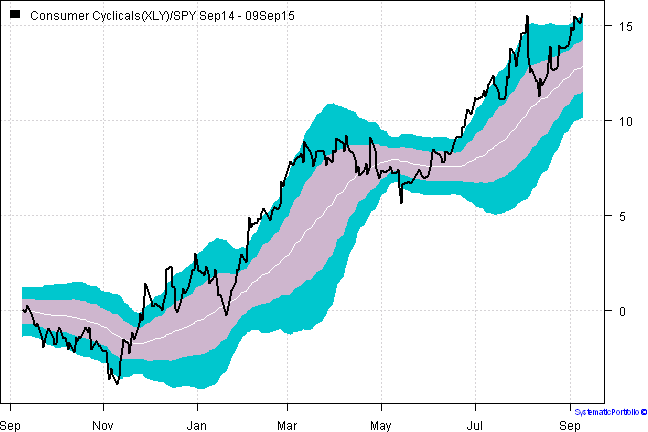 Consumer Cyclicals(XLY)/SPY Sep14 - 09Sep15
15
10
5
0
Sep Nov Jan Mar May Jul Sep
SystematicPortfolio ©